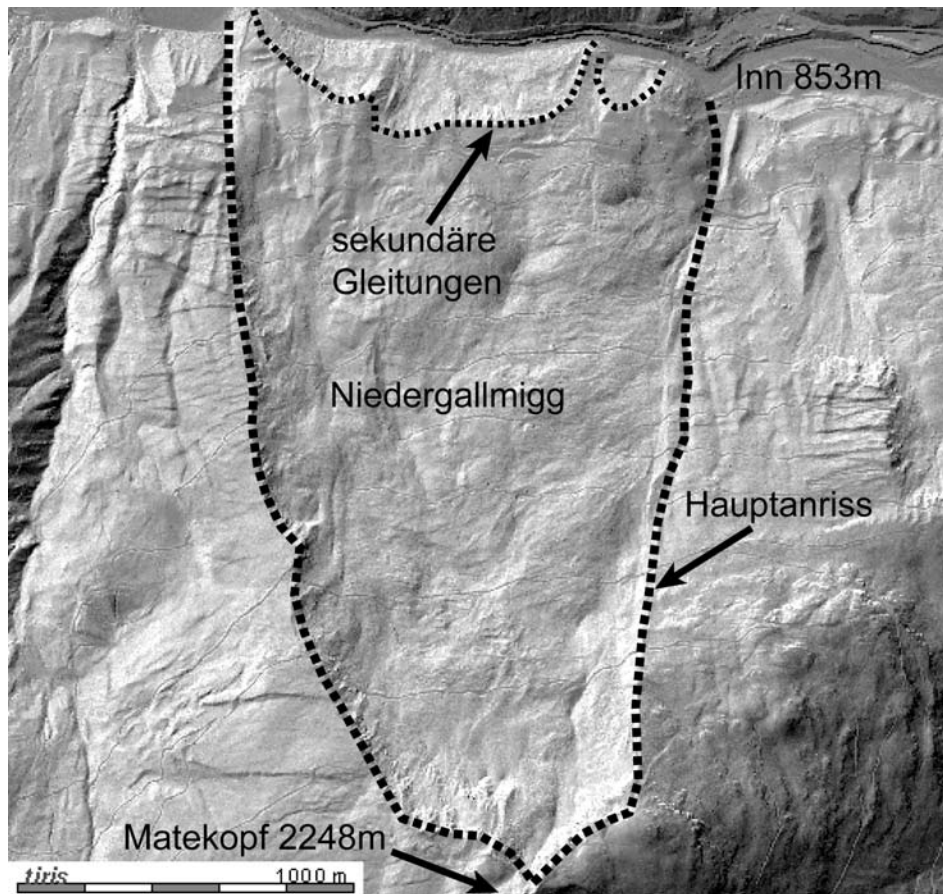 Inn 853m
sekundäre
Gleitungen
Niedergallmigg
Hauptanriss
Matekopf 2248m
tiris
1000 m